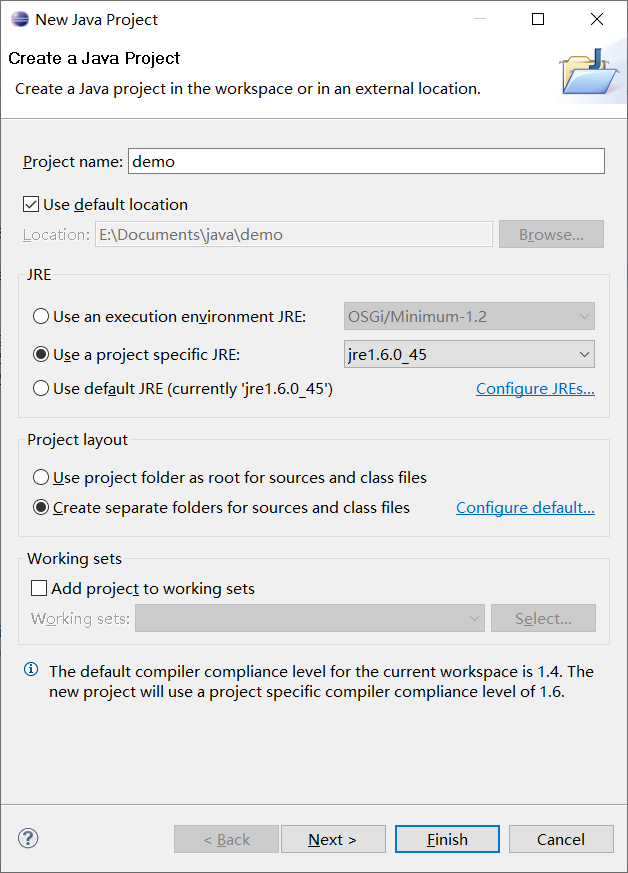 New Java Project
Create a Java Project
Create a Java project in the workspace or in an external location.
Project name: demo
Use default location
Location: E:\Documents\java\demo Browse...
JRE
Use an execution environment JRE: OSGi/Minimum-1.2
Use a project specific JRE: jre1.6.0_45
Use default JRE (currently 'jre1.6.0_45') Configure JREs...
Project layout
Use project folder as root for sources and class files
Create separate folders for sources and class files Configure default...
Working sets
Add project to working sets
Working sets: Select...
The default compiler compliance level for the current workspace is 1.4. The
new project will use a project specific compiler compliance level of 1.6.
? < Back Next > Finish Cancel